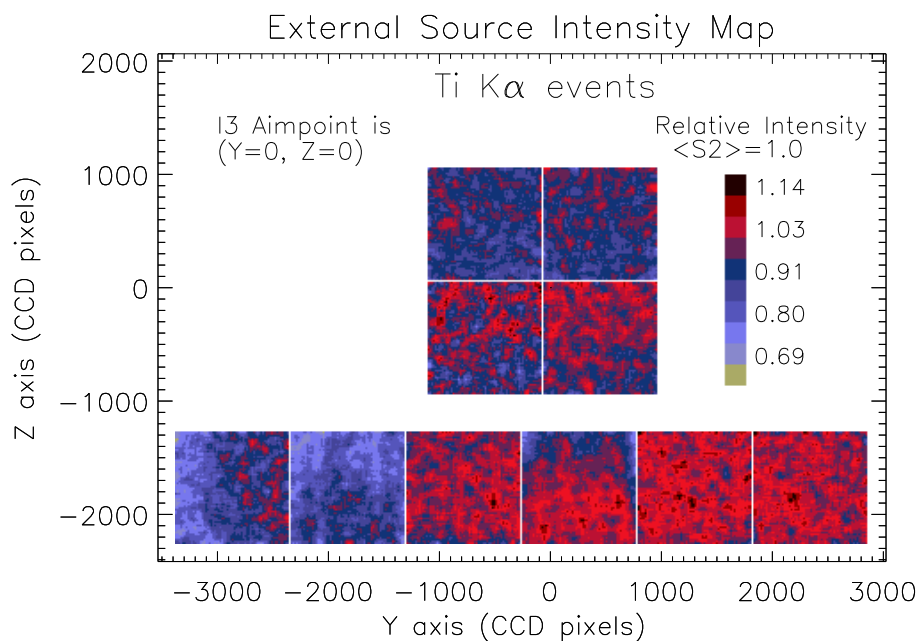 External Source Intensity Map
Ti Kα events
I3 Aimpoint is
(Y=0, Z=0)
Relative Intensity
<S2>=1.0
1.14
1.03
0.91
0.80
0.69
Z axis (CCD pixels)
2000
1000
0
−1000
−2000
−3000 −2000 −1000 0 1000 2000 3000
Y axis (CCD pixels)